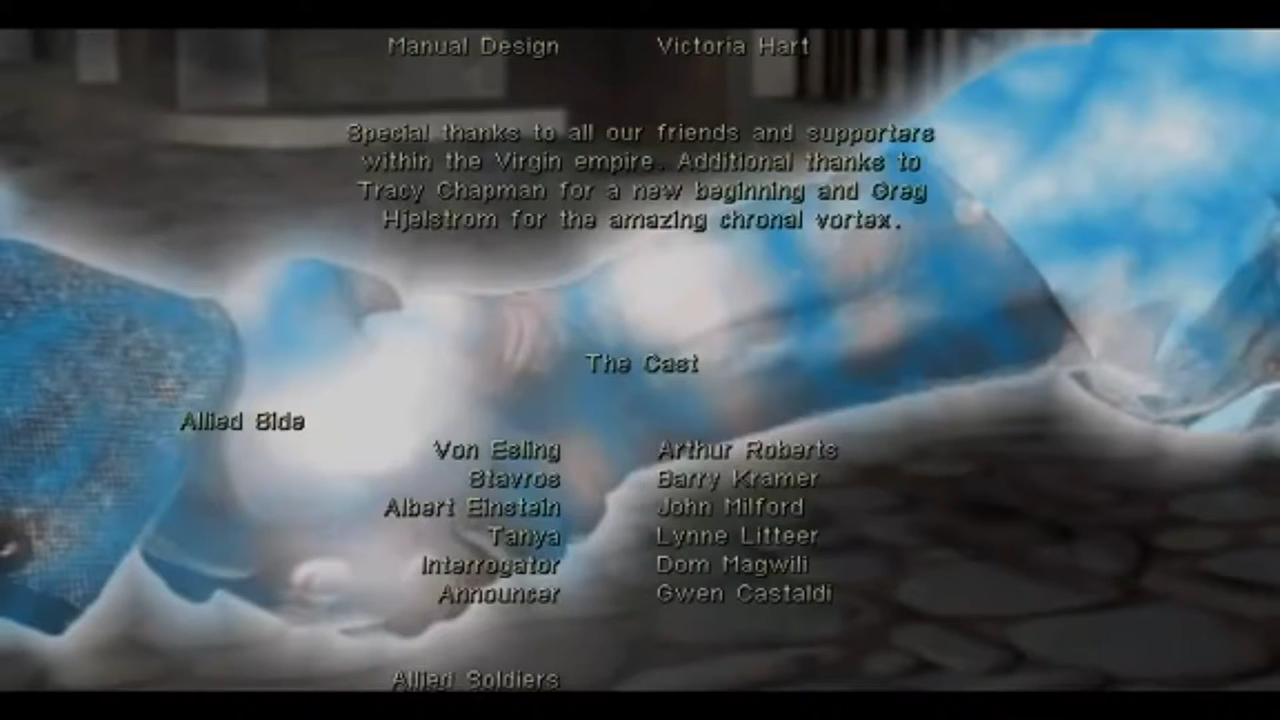 Manual Design Victoria Hart
Special thanks to all our friends and supporters
within the Virgin empire. Additional thanks to
Tracy Chapman for a new beginning and Greg
Hjelstrom for the amazing chronal vortex.
The Cast
Allied Side
Von Esling Arthur Roberts
Stavros Barry Kramer
Albert Einstein John Milford
Tanya Lynne Litteer
Interrogator Dom Magwili
Announcer Gwen Castaldi
Allied Soldiers